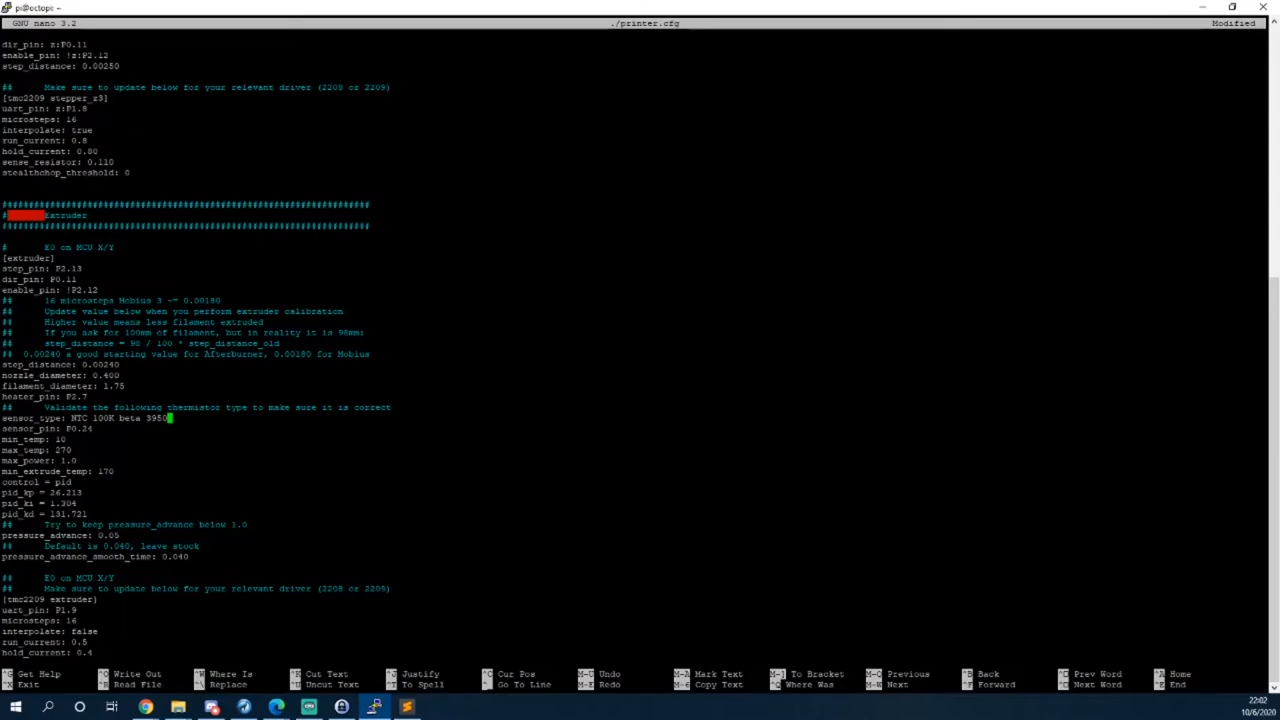 pi@octopi: ~
GNU nano 3.2 ./printer.cfg Modified
dir_pin: z:P0.11
enable_pin: !z:P2.12
step_distance: 0.00250
## Make sure to update below for your relevant driver (2208 or 2209)
[tmc2209 stepper_z3]
uart_pin: z:P1.8
microsteps: 16
interpolate: true
run_current: 0.8
hold_current: 0.80
sense_resistor: 0.110
stealthchop_threshold: 0
#####################################################################
# Extruder
#####################################################################
# E0 on MCU X/Y
[extruder]
step_pin: P2.13
dir_pin: P0.11
enable_pin: !P2.12
## 16 microsteps Mobius 3 ~= 0.00180
## Update value below when you perform extruder calibration
## Higher value means less filament extruded
## If you ask for 100mm of filament, but in reality it is 98mm:
## step_distance = 98 / 100 * step_distance_old
## 0.00240 a good starting value for Afterburner, 0.00180 for Mobius
step_distance: 0.00240
nozzle_diameter: 0.400
filament_diameter: 1.75
heater_pin: P2.7
## Validate the following thermistor type to make sure it is correct
sensor_type: NTC 100K beta 3950
sensor_pin: P0.24
min_temp: 10
max_temp: 270
max_power: 1.0
min_extrude_temp: 170
control = pid
pid_kp = 26.213
pid_ki = 1.304
pid_kd = 131.721
## Try to keep pressure_advance below 1.0
pressure_advance: 0.05
## Default is 0.040, leave stock
pressure_advance_smooth_time: 0.040
## E0 on MCU X/Y
## Make sure to update below for your relevant driver (2208 or 2209)
[tmc2209 extruder]
uart_pin: P1.9
microsteps: 16
interpolate: false
run_current: 0.5
hold_current: 0.4
^G Get Help ^O Write Out ^W Where Is ^K Cut Text ^J Justify ^C Cur Pos M-U Undo M-A Mark Text M-] To Bracket M-Q Previous ^B Back ^◀ Prev Word ^A Home
^X Exit ^R Read File ^\ Replace ^U Uncut Text ^T To Spell ^_ Go To Line M-E Redo M-6 Copy Text ^Q Where Was M-W Next ^F Forward ^▶ Next Word ^E End
22:02
10/6/2020